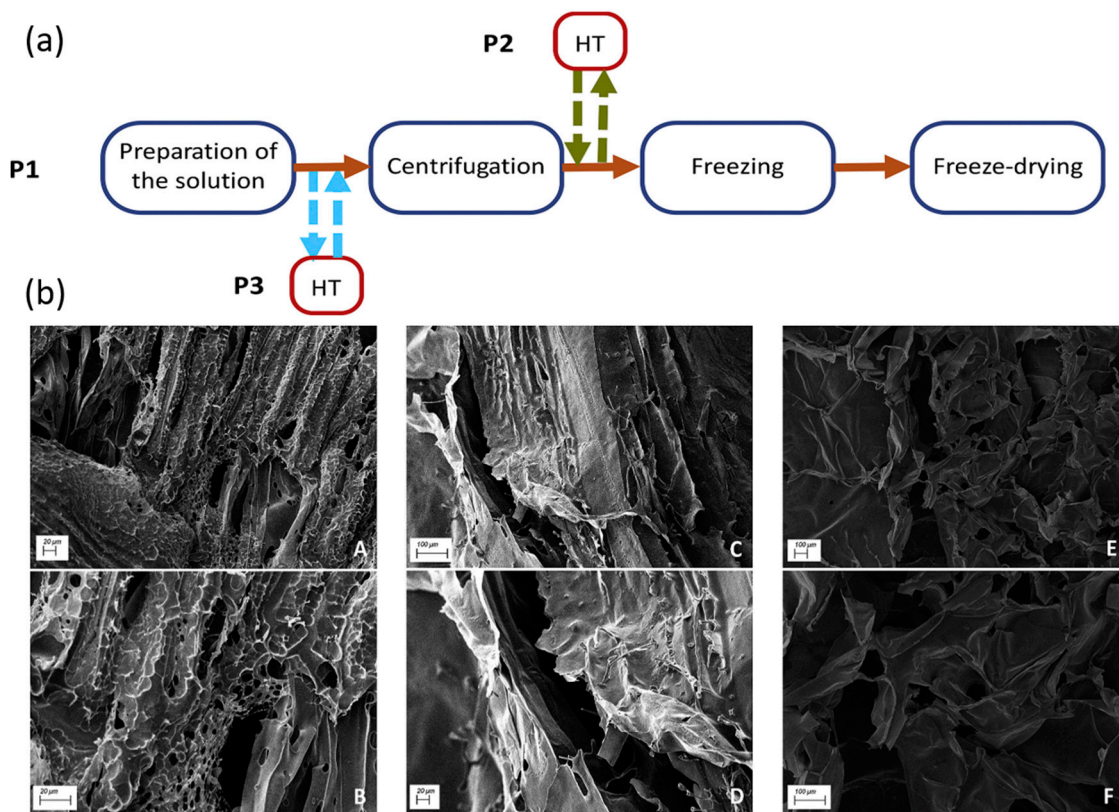 (a)
P2
HT
P1
Preparation of
the solution
Centrifugation
Freezing
Freeze-drying
P3
HT
(b)
20 µm
A
100 µm
C
100 µm
E
20 µm
B
20 µm
D
100 µm
F